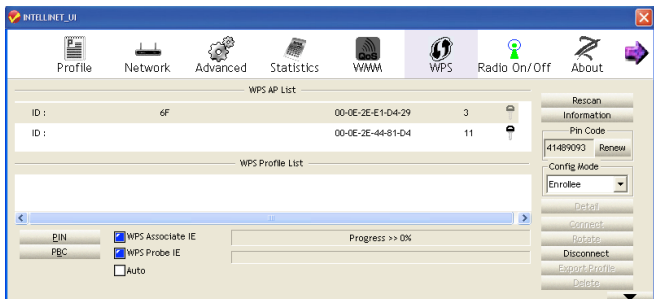 INTELLINET_UI
Profile Network Advanced Statistics QoS WMM WPS Radio On/Off About
WPS AP List
ID : 6F 00-0E-2E-E1-D4-29 3
ID : 00-0E-2E-44-81-D4 11
WPS Profile List
Rescan
Information
Pin Code
41489093 Renew
Config Mode
Enrollee
Detail
Connect
Rotate
Disconnect
Export Profile
Delete
PIN WPS Associate IE Progress >> 0%
PBC WPS Probe IE
Auto